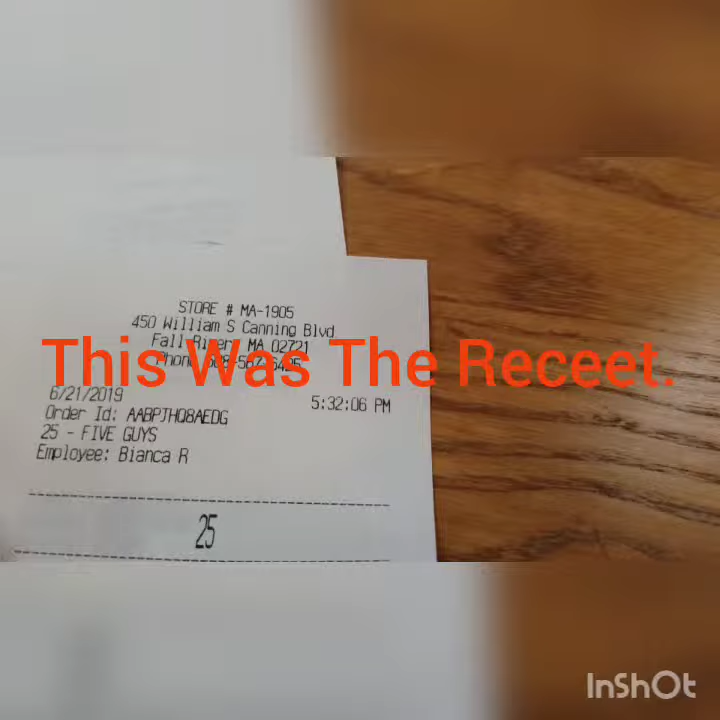 STORE # MA-1905
450 William S Canning Blvd
Fall River, MA 02721
This Was The Receet.
6/21/2019 5:32:06 PM
Order Id: AABPJHQ8AEDG
25 - FIVE GUYS
Employee: Bianca R
25
InShOt